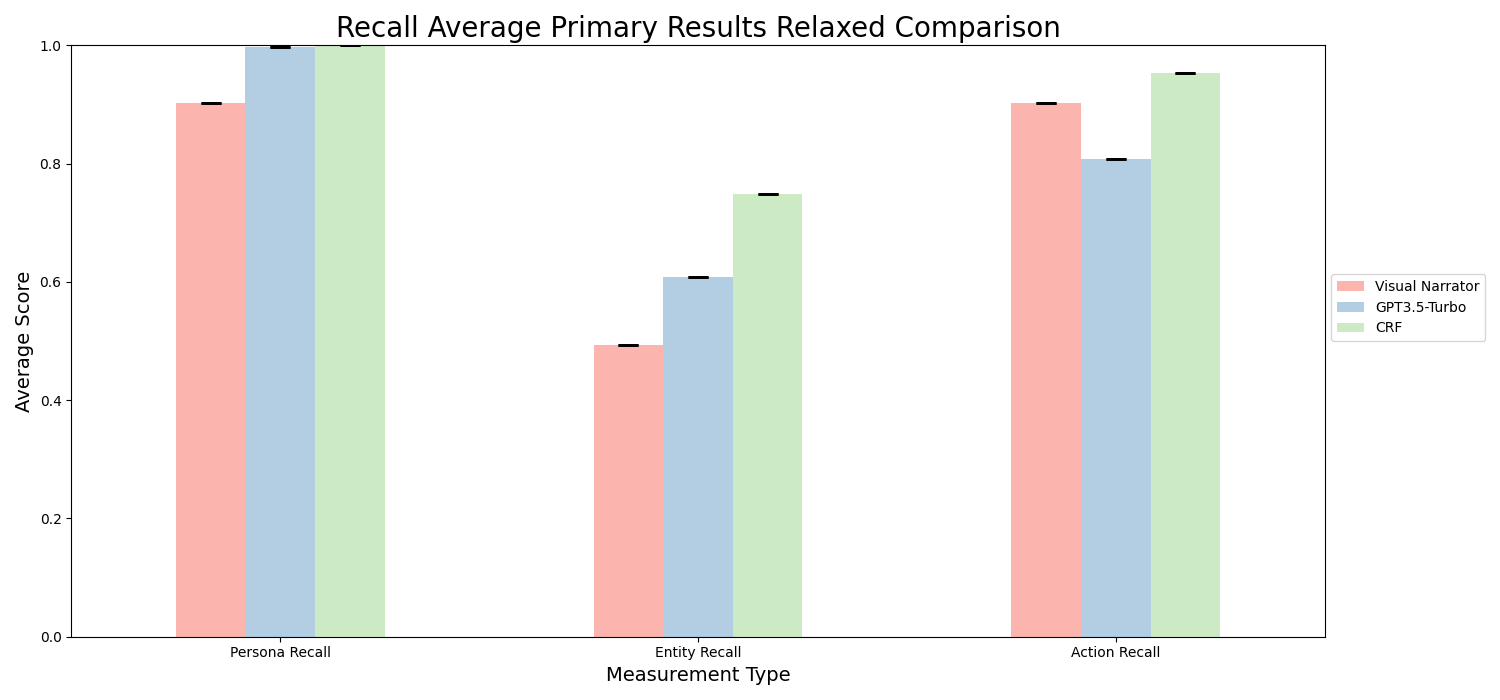 Recall Average Primary Results Relaxed Comparison
Average Score
1.0
0.8
0.6
0.4
0.2
0.0
Persona Recall
Entity Recall
Action Recall
Measurement Type
Visual Narrator
GPT3.5-Turbo
CRF